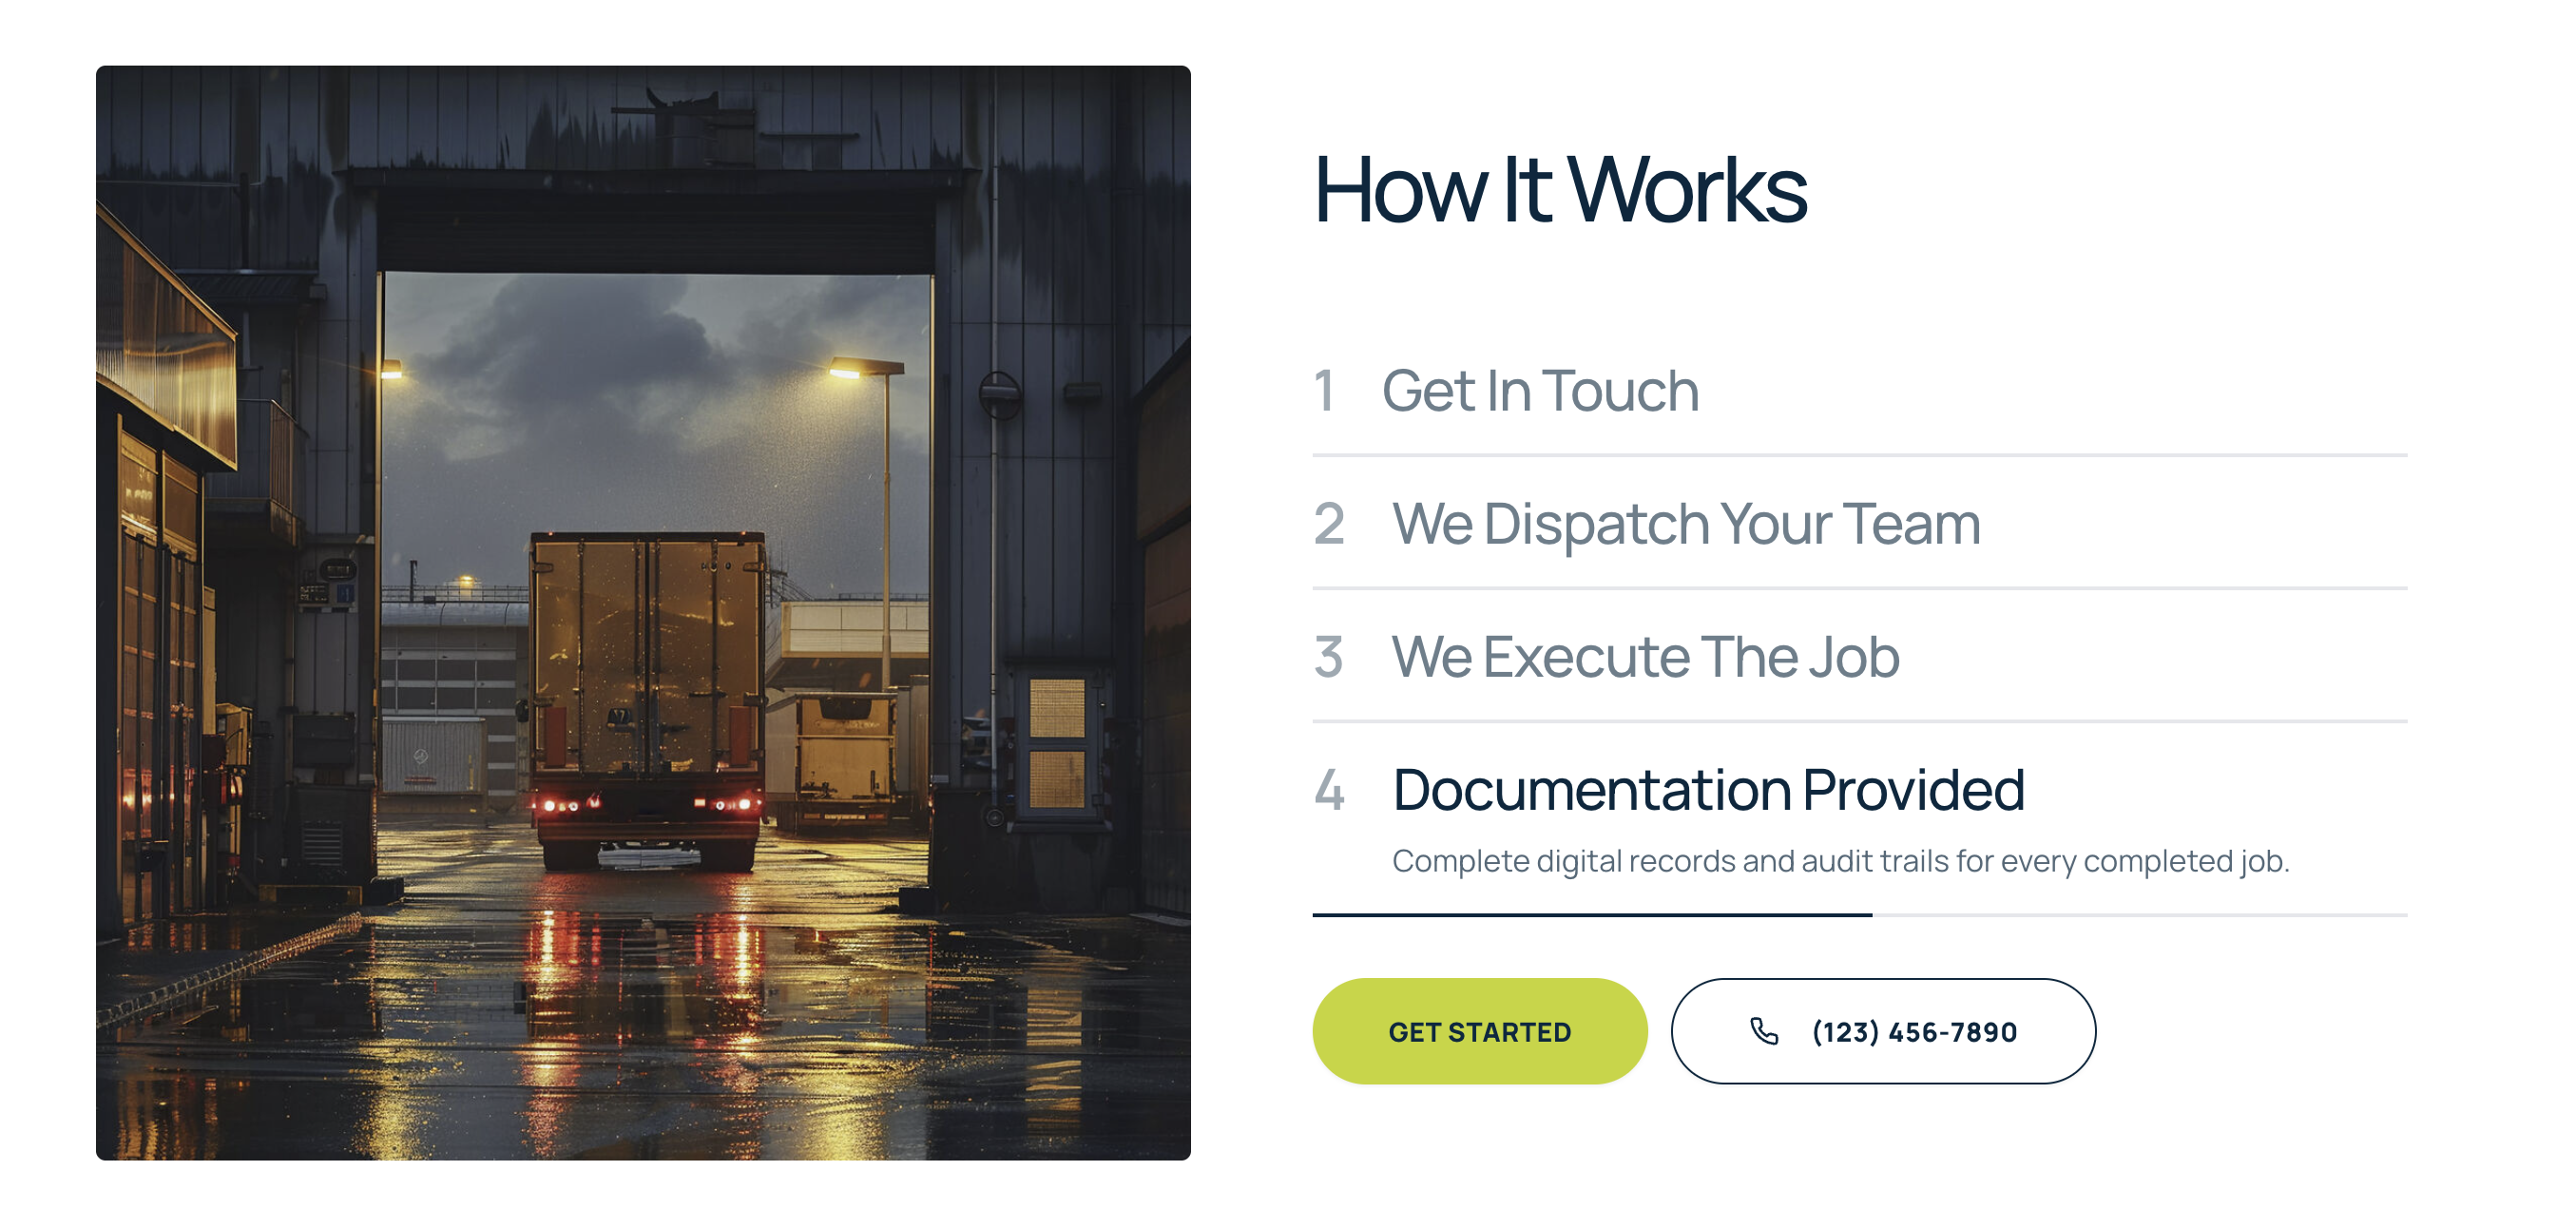 How It Works
1 Get In Touch
2 We Dispatch Your Team
3 We Execute The Job
4 Documentation Provided
Complete digital records and audit trails for every completed job.
GET STARTED
(123) 456-7890